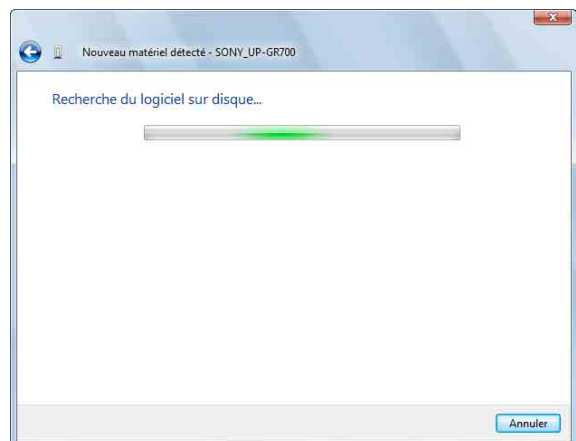 Nouveau matériel détecté - SONY_UP-GR700
Recherche du logiciel sur disque...
Annuler